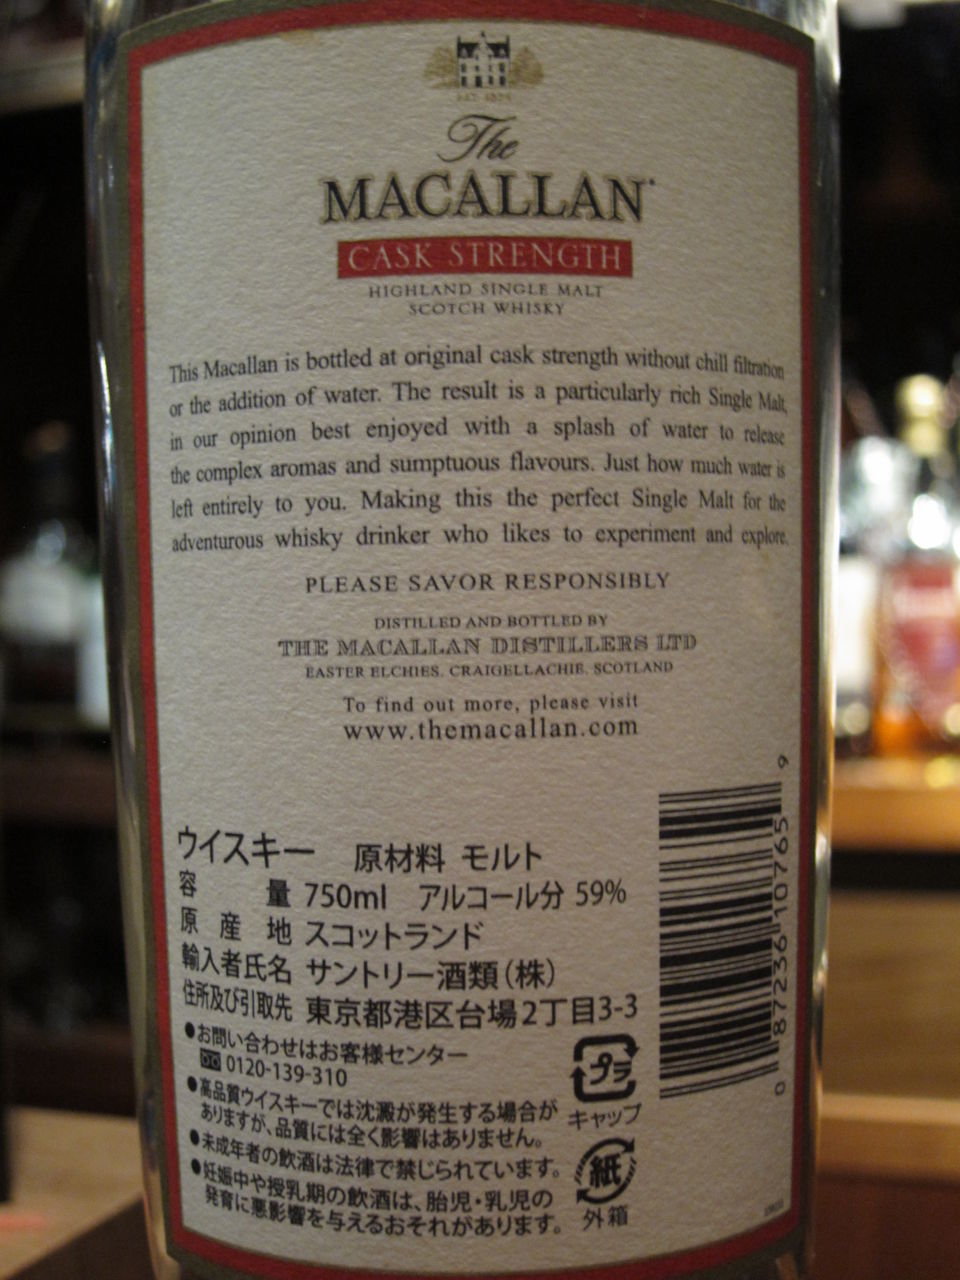 The
MACALLAN
CASK STRENGTH
HIGHLAND SINGLE MALT
SCOTCH WHISKY
This Macallan is bottled at original cask strength without chill filtration
or the addition of water. The result is a particularly rich Single Malt,
in our opinion best enjoyed with a splash of water to release
the complex aromas and sumptuous flavours. Just how much water is
left entirely to you. Making this the perfect Single Malt for the
adventurous whisky drinker who likes to experiment and explore.
PLEASE SAVOR RESPONSIBLY
DISTILLED AND BOTTLED BY
THE MACALLAN DISTILLERS LTD
EASTER ELCHIES, CRAIGELLACHIE, SCOTLAND
To find out more, please visit
www.themacallan.com
ウイスキー 原材料 モルト
容量 750ml アルコール分 59%
原産地 スコットランド
輸入者氏名 サントリー酒類(株)
住所及び引取先 東京都港区台場2丁目3-3
●お問い合わせはお客様センター
0120-139-310
●高品質ウイスキーでは沈澱が発生する場合が
ありますが、品質には全く影響はありません。
●未成年者の飲酒は法律で禁じられています。
●妊娠中や授乳期の飲酒は、胎児・乳児の
発育に悪影響を与えるおそれがあります。
プラ
キャップ
紙
外箱
0 87236 10765 9